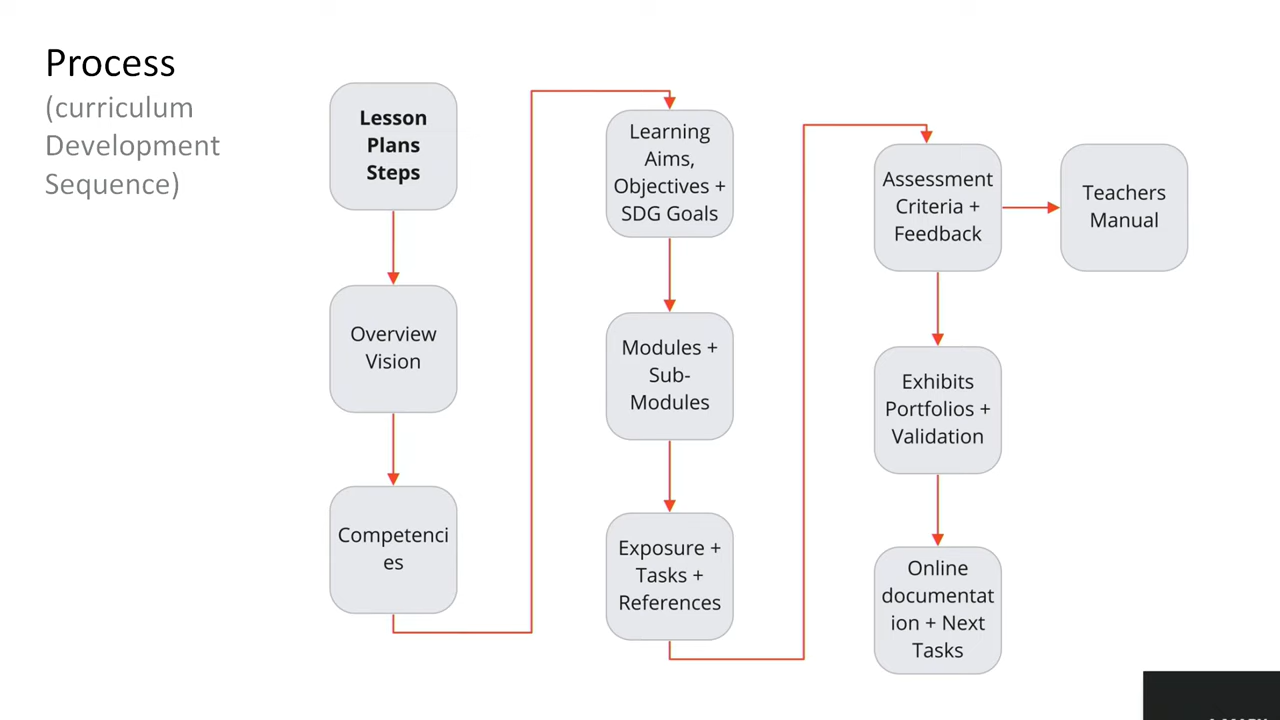 Process
(curriculum
Development
Sequence)
Lesson
Plans
Steps
Overview
Vision
Competenci
es
Learning
Aims,
Objectives +
SDG Goals
Modules +
Sub-
Modules
Exposure +
Tasks +
References
Assessment
Criteria +
Feedback
Teachers
Manual
Exhibits
Portfolios +
Validation
Online
documentat
ion + Next
Tasks